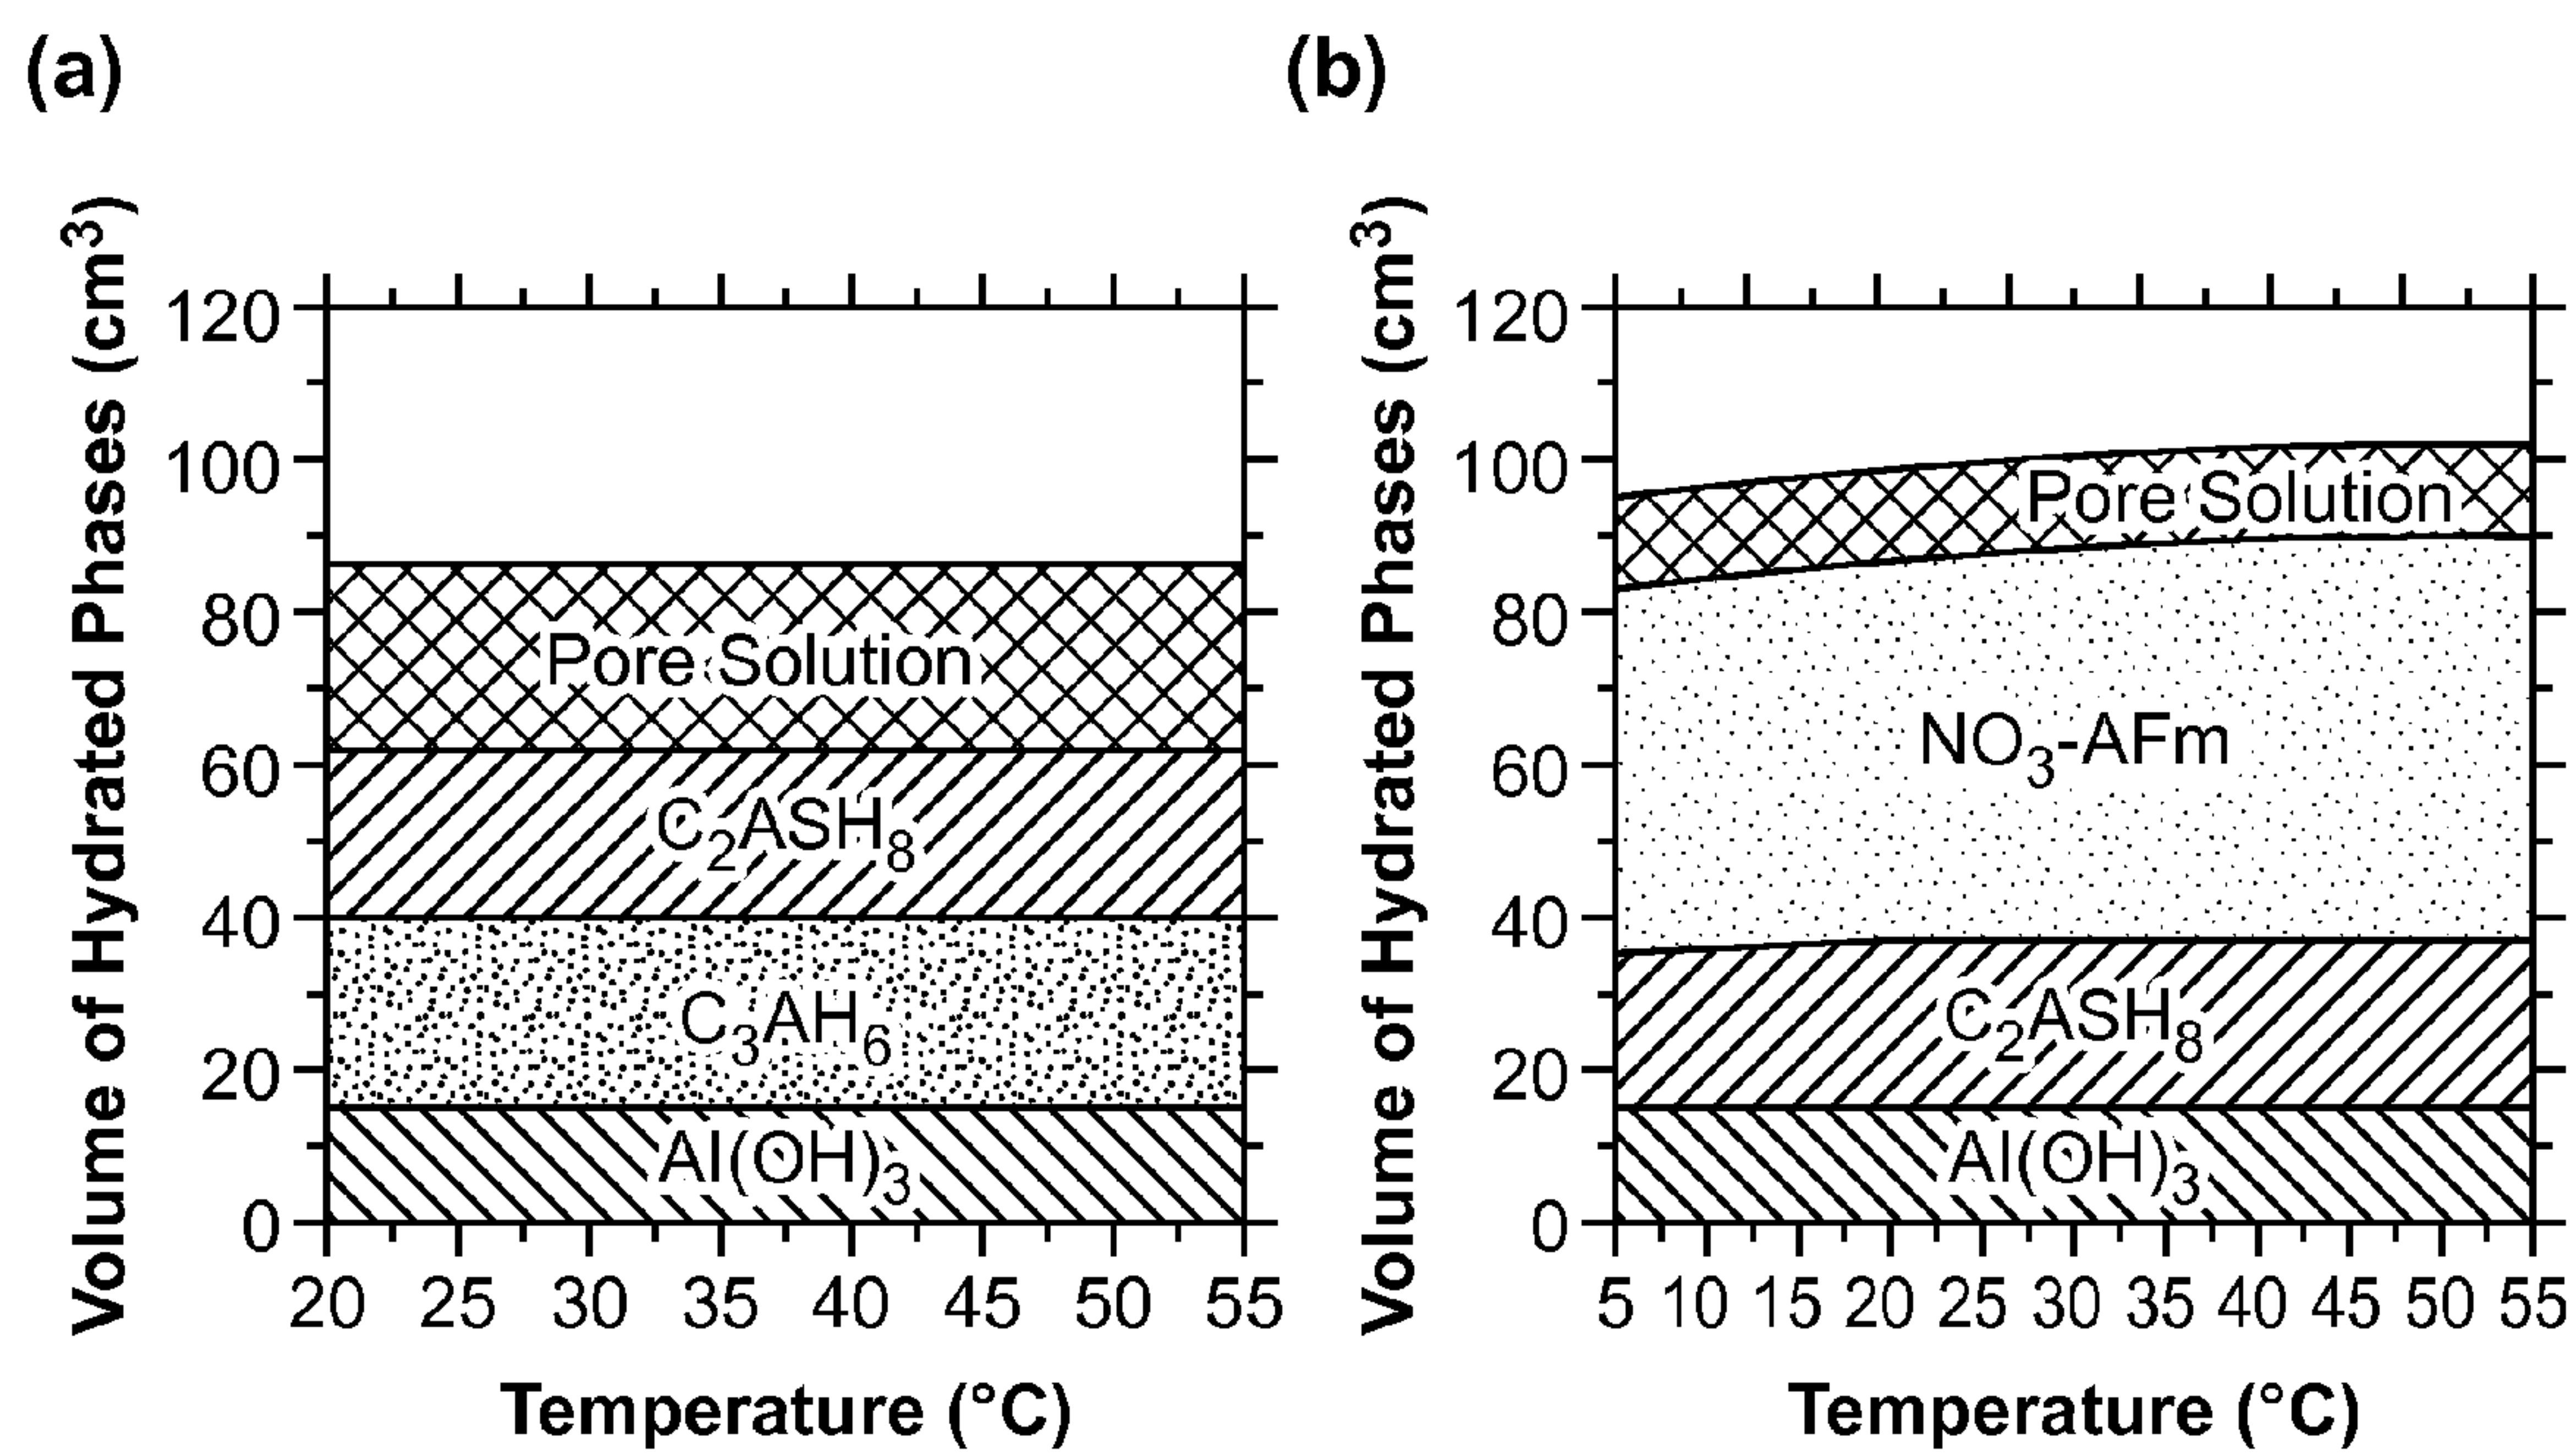 (a)
Volume of Hydrated Phases (cm³)
120
100
80
60
40
20
0
Pore Solution
C₂ASH₈
C₃AH₆
Al(OH)₃
20 25 30 35 40 45 50 55
Temperature (°C)
(b)
Volume of Hydrated Phases (cm³)
120
100
80
60
40
20
0
Pore Solution
NO₃-AFm
C₂ASH₈
Al(OH)₃
5 10 15 20 25 30 35 40 45 50 55
Temperature (°C)